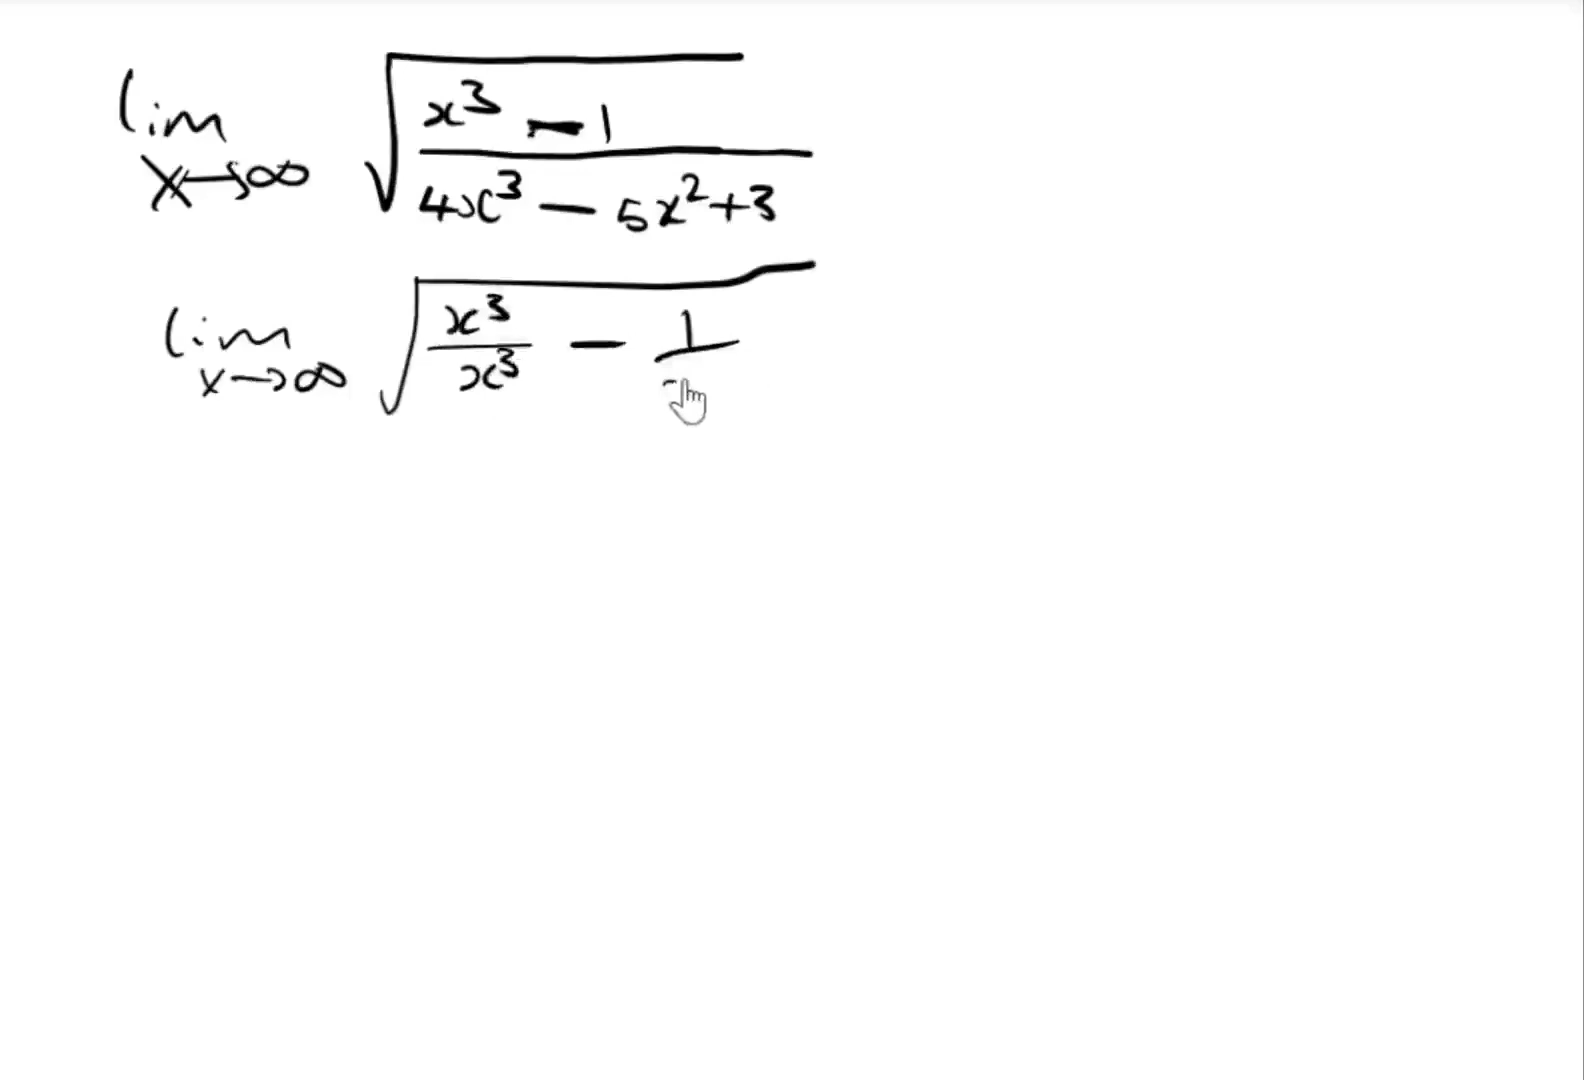 lim x→∞ √((x³ - 1)/(4x³ - 5x² + 3))
lim x→∞ √(x³/x³ - 1/